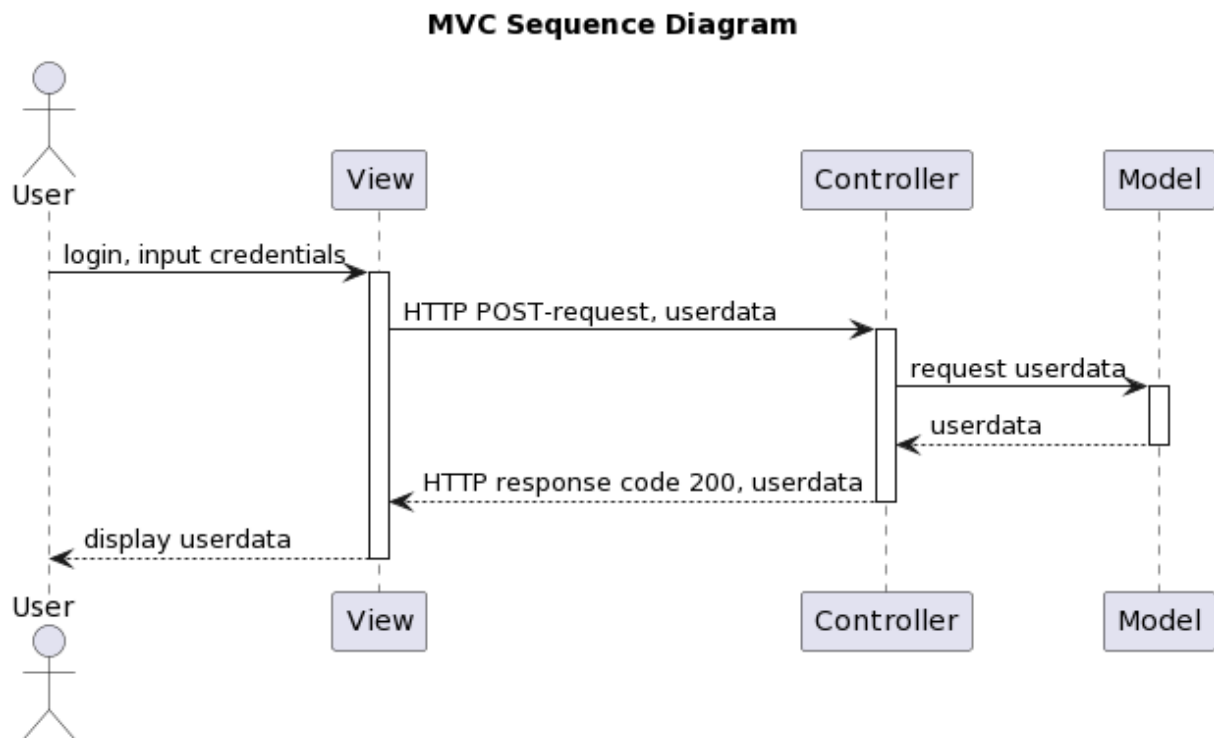 MVC Sequence Diagram
User
View
Controller
Model
login, input credentials
HTTP POST-request, userdata
request userdata
userdata
HTTP response code 200, userdata
display userdata
User
View
Controller
Model